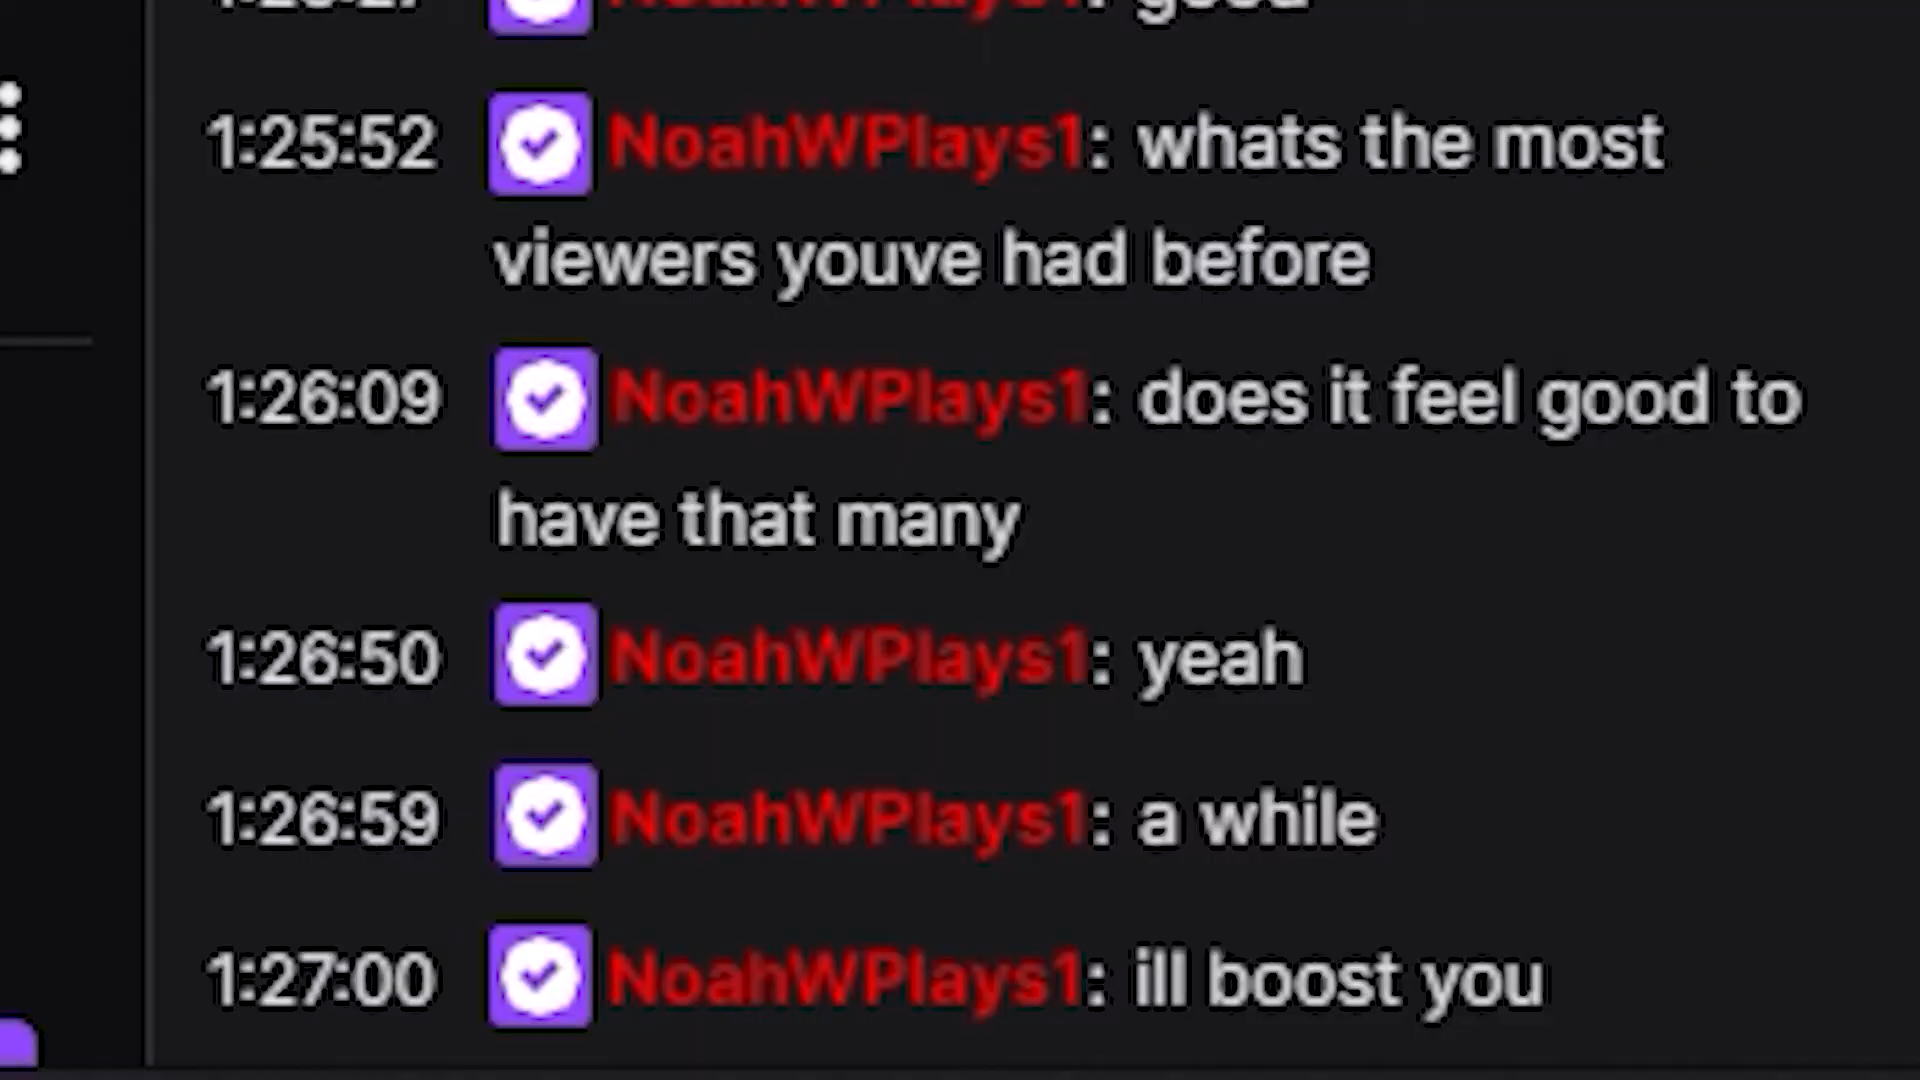 NoahWPlays1: good
1:25:52 NoahWPlays1: whats the most
viewers youve had before
1:26:09 NoahWPlays1: does it feel good to
have that many
1:26:50 NoahWPlays1: yeah
1:26:59 NoahWPlays1: a while
1:27:00 NoahWPlays1: ill boost you